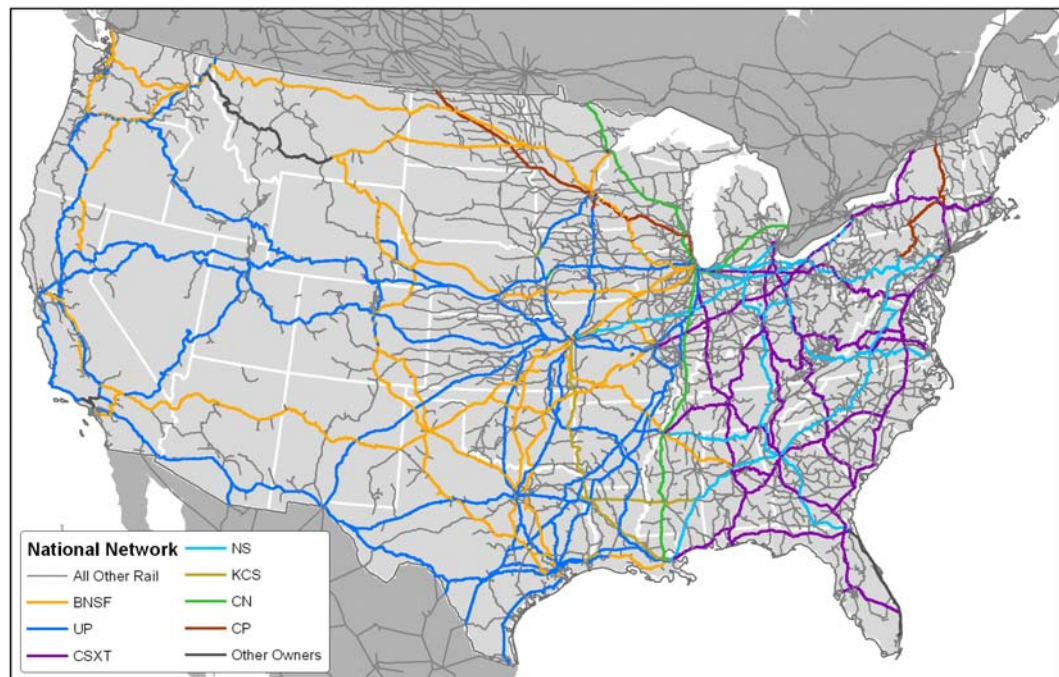 National Network
All Other Rail
BNSF
UP
CSXT
NS
KCS
CN
CP
Other Owners